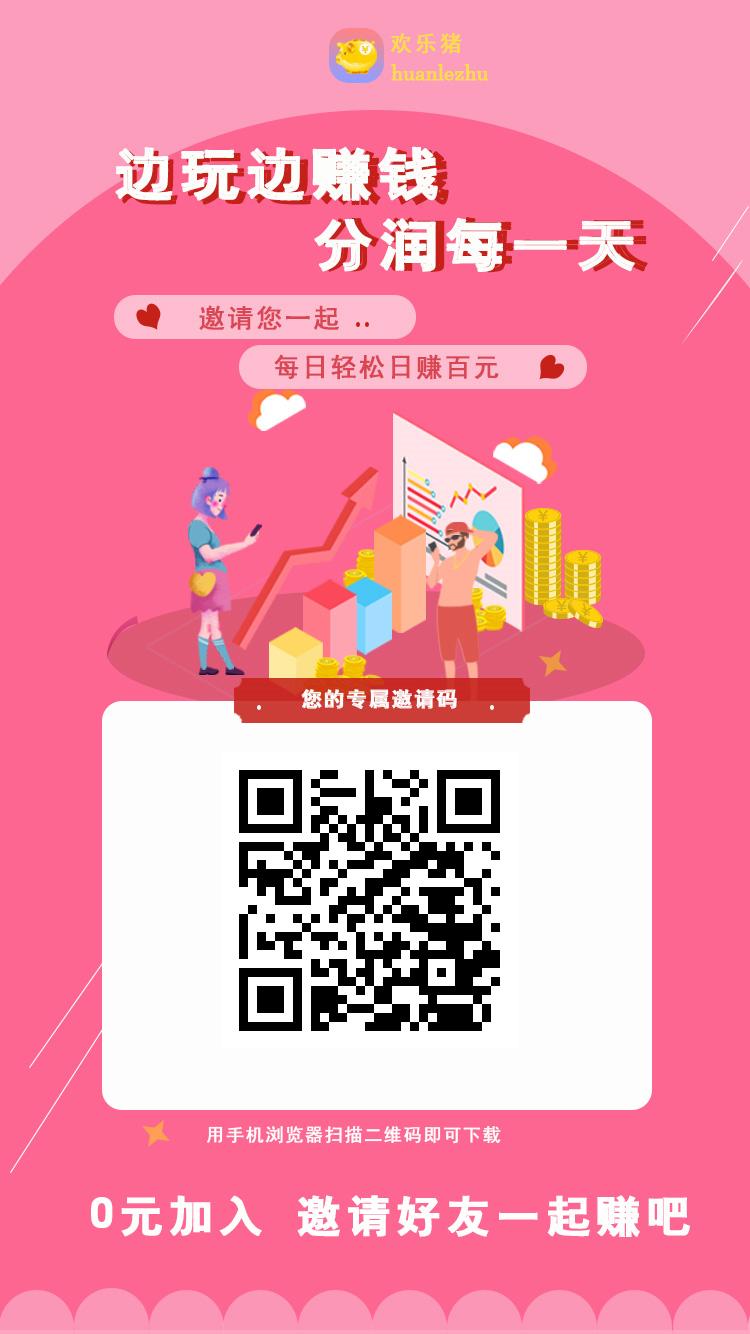 欢乐猪
huanlezhu
边玩边赚钱
分润每一天
邀请您一起 ..
每日轻松日赚百元
您的专属邀请码
用手机浏览器扫描二维码即可下载
0元加入 邀请好友一起赚吧